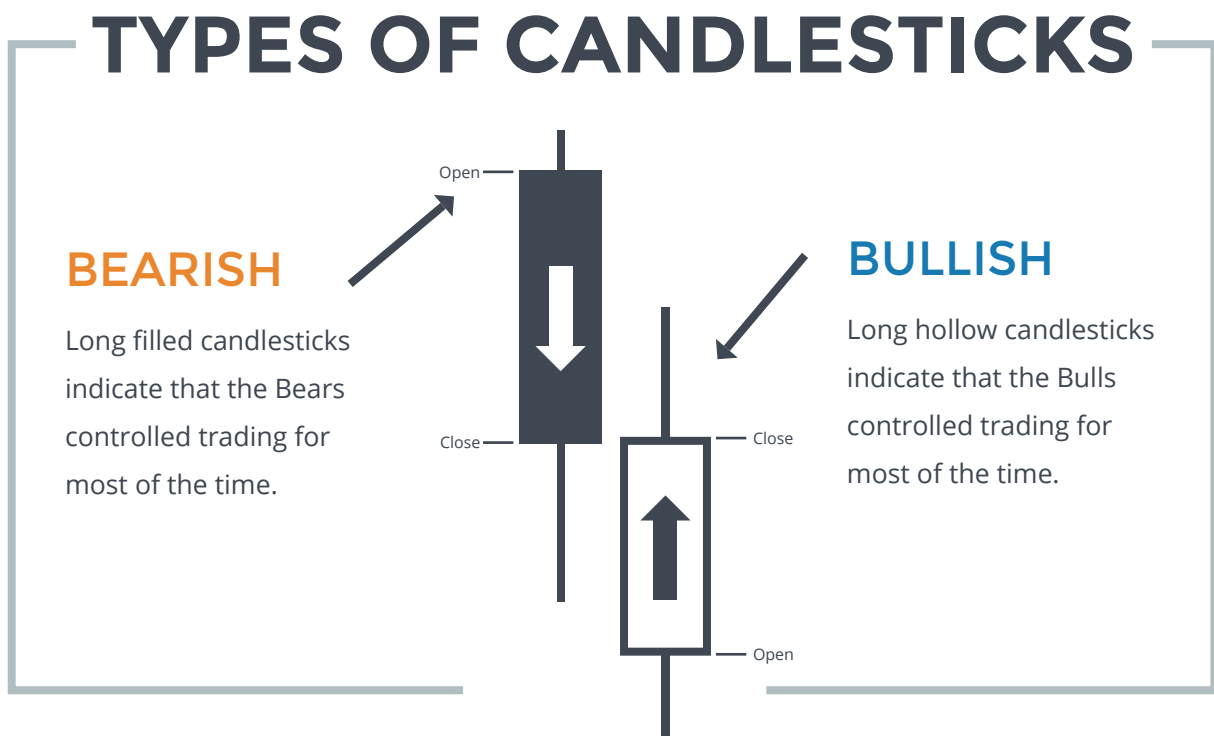 TYPES OF CANDLESTICKS
Open
BEARISH
Long filled candlesticks
indicate that the Bears
controlled trading for
most of the time.
Close
BULLISH
Long hollow candlesticks
indicate that the Bulls
controlled trading for
most of the time.
Close
Open